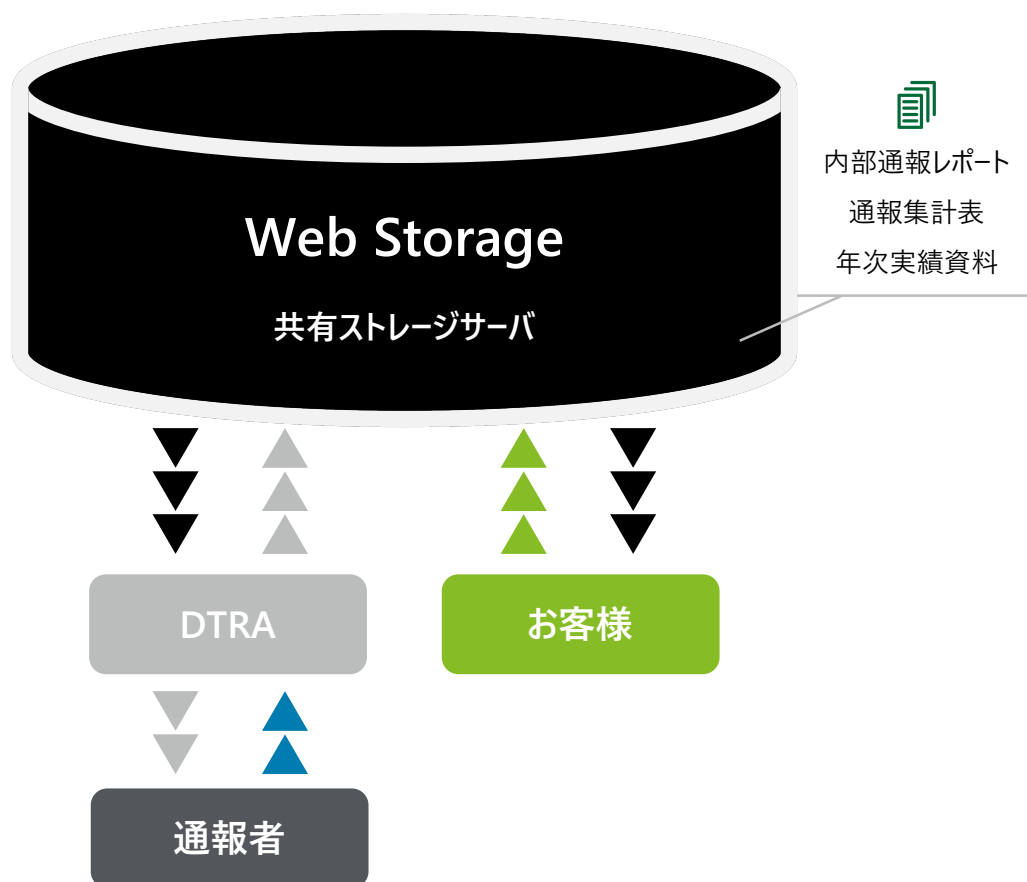 内部通報レポート
通報集計表
年次実績資料
Web Storage
共有ストレージサーバ
DTRA
お客様
通報者